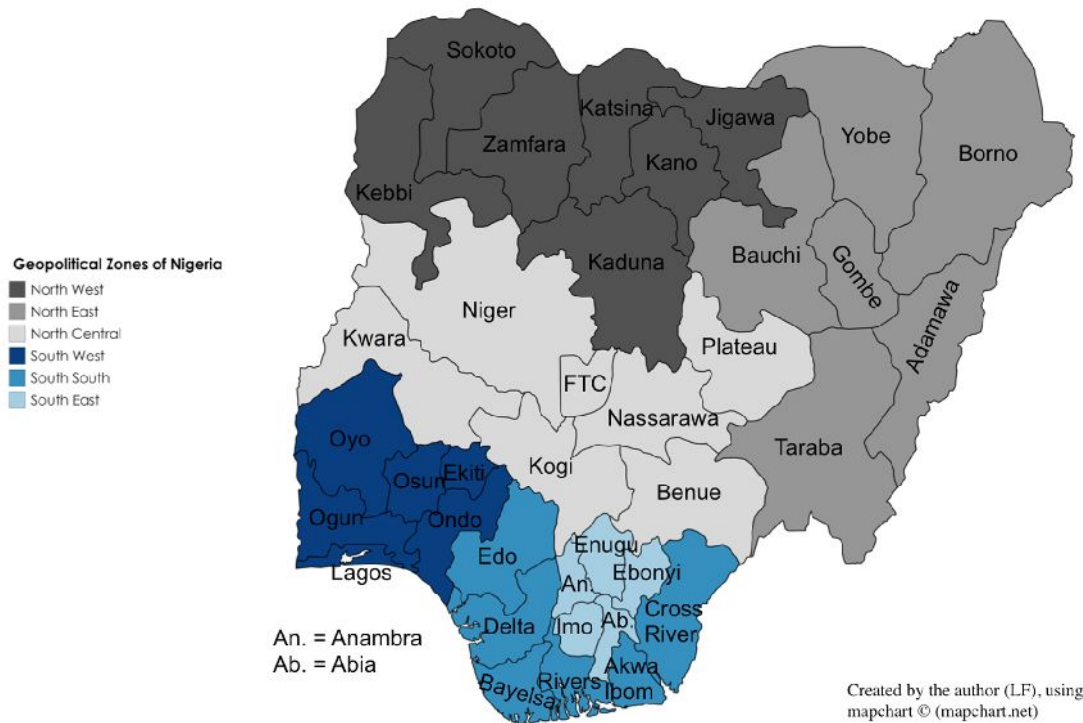 Sokoto
Katsina
Jigawa
Yobe
Borno
Zamfara
Kano
Kebbi
Geopolitical Zones of Nigeria
North West
North East
North Central
South West
South South
South East
Kaduna
Bauchi
Gombe
Adamawa
Niger
Kwara
Plateau
FTC
Nassarawa
Taraba
Oyo
Osun
Ekiti
Kogi
Benue
Ogun
Ondo
Lagos
Edo
Enugu
Ebonyi
An.
Cross
River
Imo
Ab.
Delta
An. = Anambra
Ab. = Abia
Bayelsa
Rivers
Akwa
Ibom
Created by the author (LF), using
mapchart © (mapchart.net)